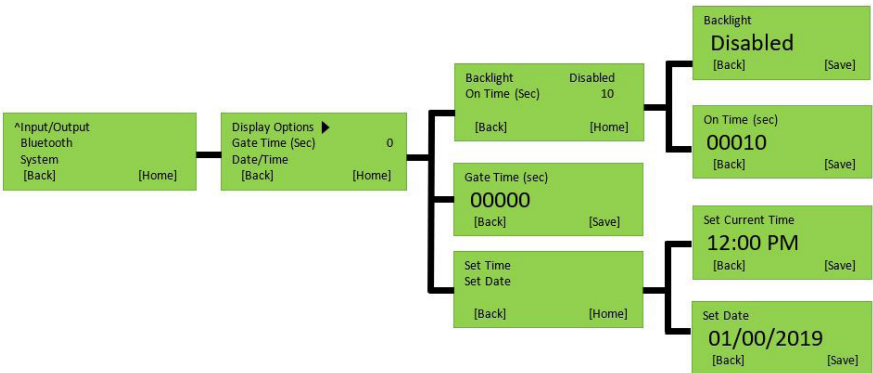 ^Input/Output
Bluetooth
System
[Back] [Home]
Display Options ▶
Gate Time (Sec) 0
Date/Time
[Back] [Home]
Backlight Disabled
On Time (Sec) 10
[Back] [Home]
Gate Time (sec)
00000
[Back] [Save]
Set Time
Set Date
[Back] [Home]
Backlight
Disabled
[Back] [Save]
On Time (sec)
00010
[Back] [Save]
Set Current Time
12:00 PM
[Back] [Save]
Set Date
01/00/2019
[Back] [Save]